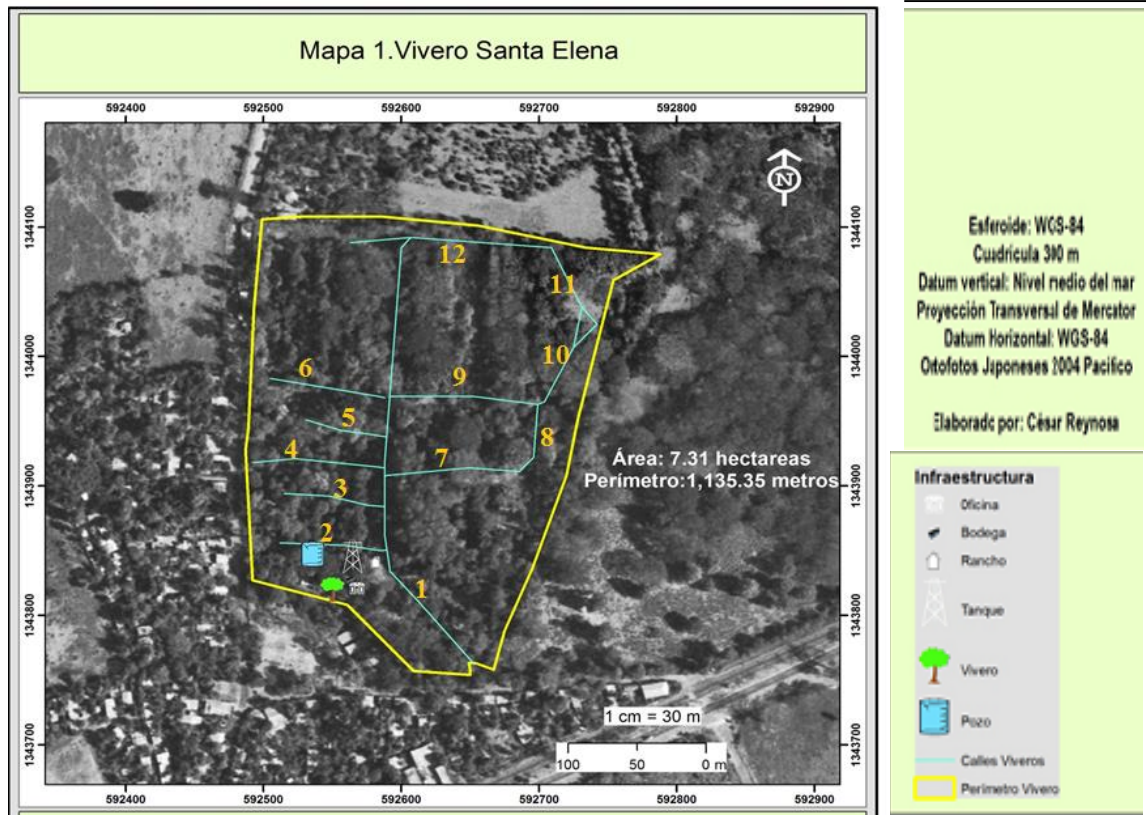 Mapa 1.Vivero Santa Elena
592400 592500 592600 592700 592800 592900
N
1344100
1344000
1343900
1343800
1343700
1344100
1344000
1343900
1343800
1343700
12
11
10
6
9
5
8
4
7
3
2
1
Área: 7.31 hectareas
Perímetro:1,135.35 metros
1 cm = 30 m
100 50 0 m
592400 592500 592600 592700 592800 592900
Esferoide: WGS-84
Cuadricula 300 m
Datum vertical: Nivel medio del mar
Proyección Transversal de Mercator
Datum Horizontal: WGS-84
Ortofotos Japoneses 2004 Pacifico
Elaborado por: César Reynosa
Infraestructura
Oficina
Bodega
Rancho
Tanque
Vivero
Pozo
Calles Viveros
Perimetro Vivero